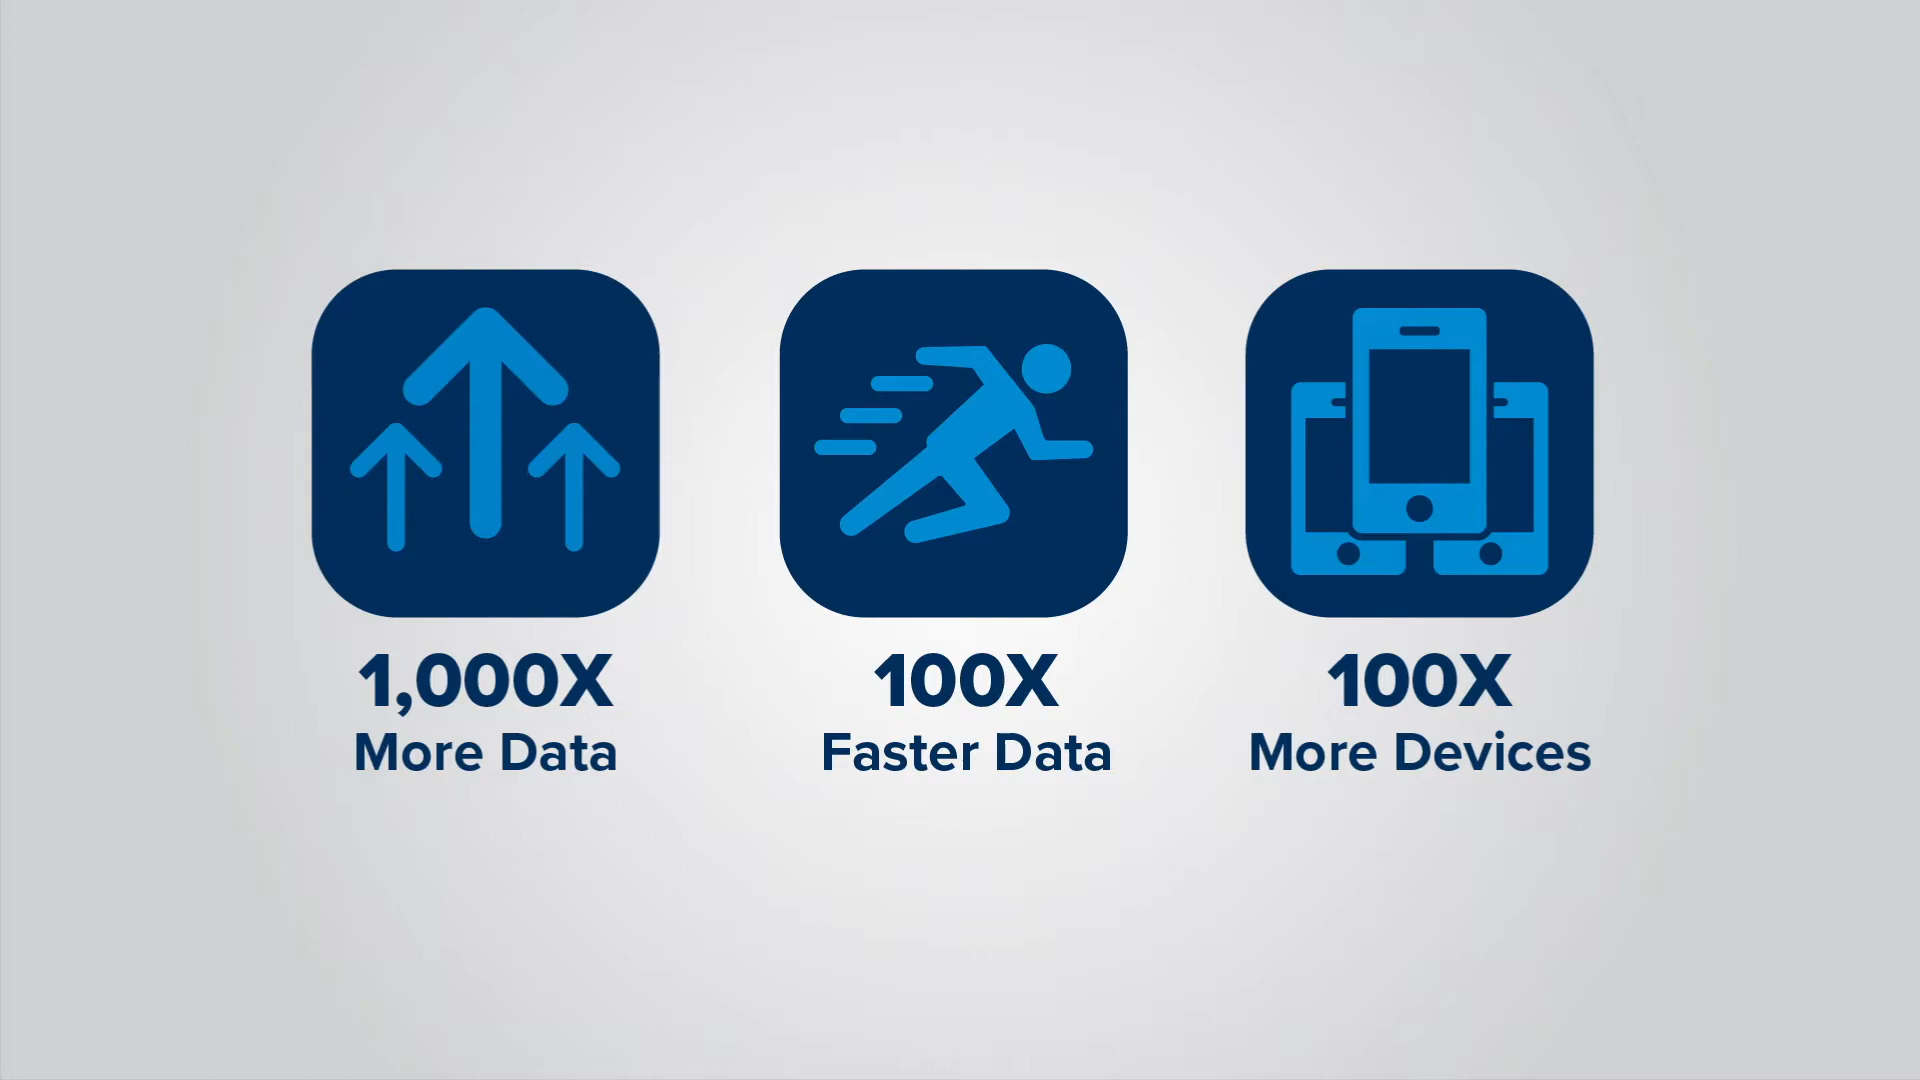 1,000X
More Data
100X
Faster Data
100X
More Devices